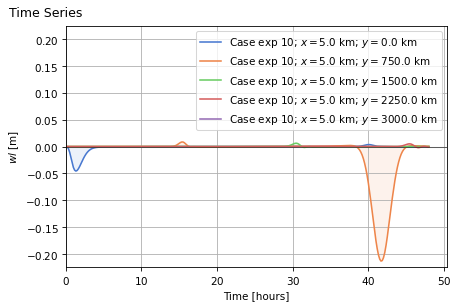 Time Series
0.20
0.15
0.10
0.05
0.00
−0.05
−0.10
−0.15
−0.20
wl [m]
Case exp 10; x = 5.0 km; y = 0.0 km
Case exp 10; x = 5.0 km; y = 750.0 km
Case exp 10; x = 5.0 km; y = 1500.0 km
Case exp 10; x = 5.0 km; y = 2250.0 km
Case exp 10; x = 5.0 km; y = 3000.0 km
0 10 20 30 40 50
Time [hours]